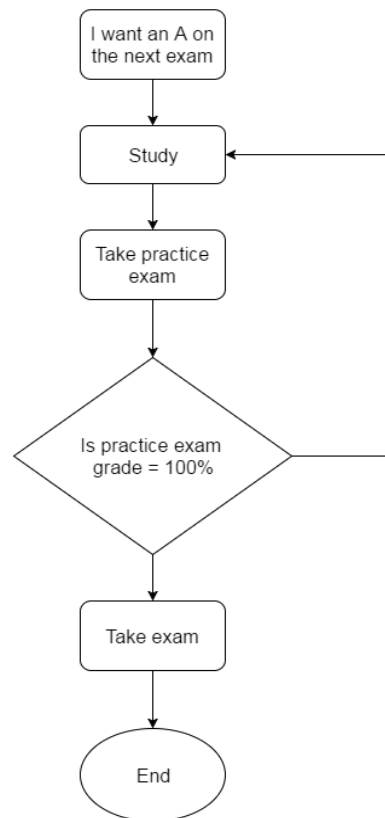 I want an A on
the next exam
Study
Take practice
exam
Is practice exam
grade = 100%
Take exam
End